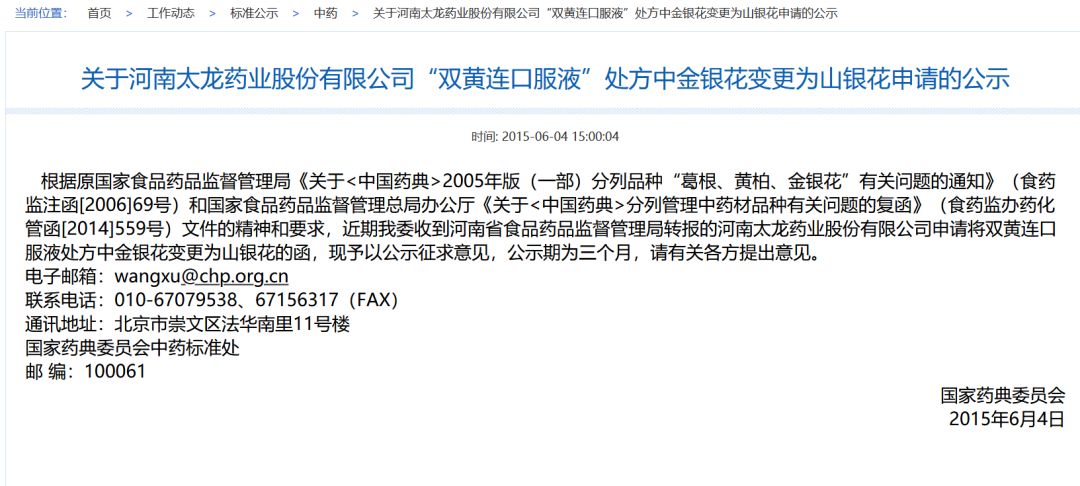 当前位置： 首页 > 工作动态 > 标准公示 > 中药 > 关于河南太龙药业股份有限公司“双黄连口服液”处方中金银花变更为山银花申请的公示
关于河南太龙药业股份有限公司“双黄连口服液”处方中金银花变更为山银花申请的公示
时间: 2015-06-04 15:00:04
根据原国家食品药品监督管理局《关于<中国药典>2005年版（一部）分列品种“葛根、黄柏、金银花”有关问题的通知》（食药
监注函[2006]69号）和国家食品药品监督管理总局办公厅《关于<中国药典>分列管理中药材品种有关问题的复函》（食药监办药化
管函[2014]559号）文件的精神和要求，近期我委收到河南省食品药品监督管理局转报的河南太龙药业股份有限公司申请将双黄连口
服液处方中金银花变更为山银花的函，现予以公示征求意见，公示期为三个月，请有关各方提出意见。
电子邮箱：wangxu@chp.org.cn
联系电话：010-67079538、67156317（FAX）
通讯地址：北京市崇文区法华南里11号楼
国家药典委员会中药标准处
邮 编：100061
国家药典委员会
2015年6月4日